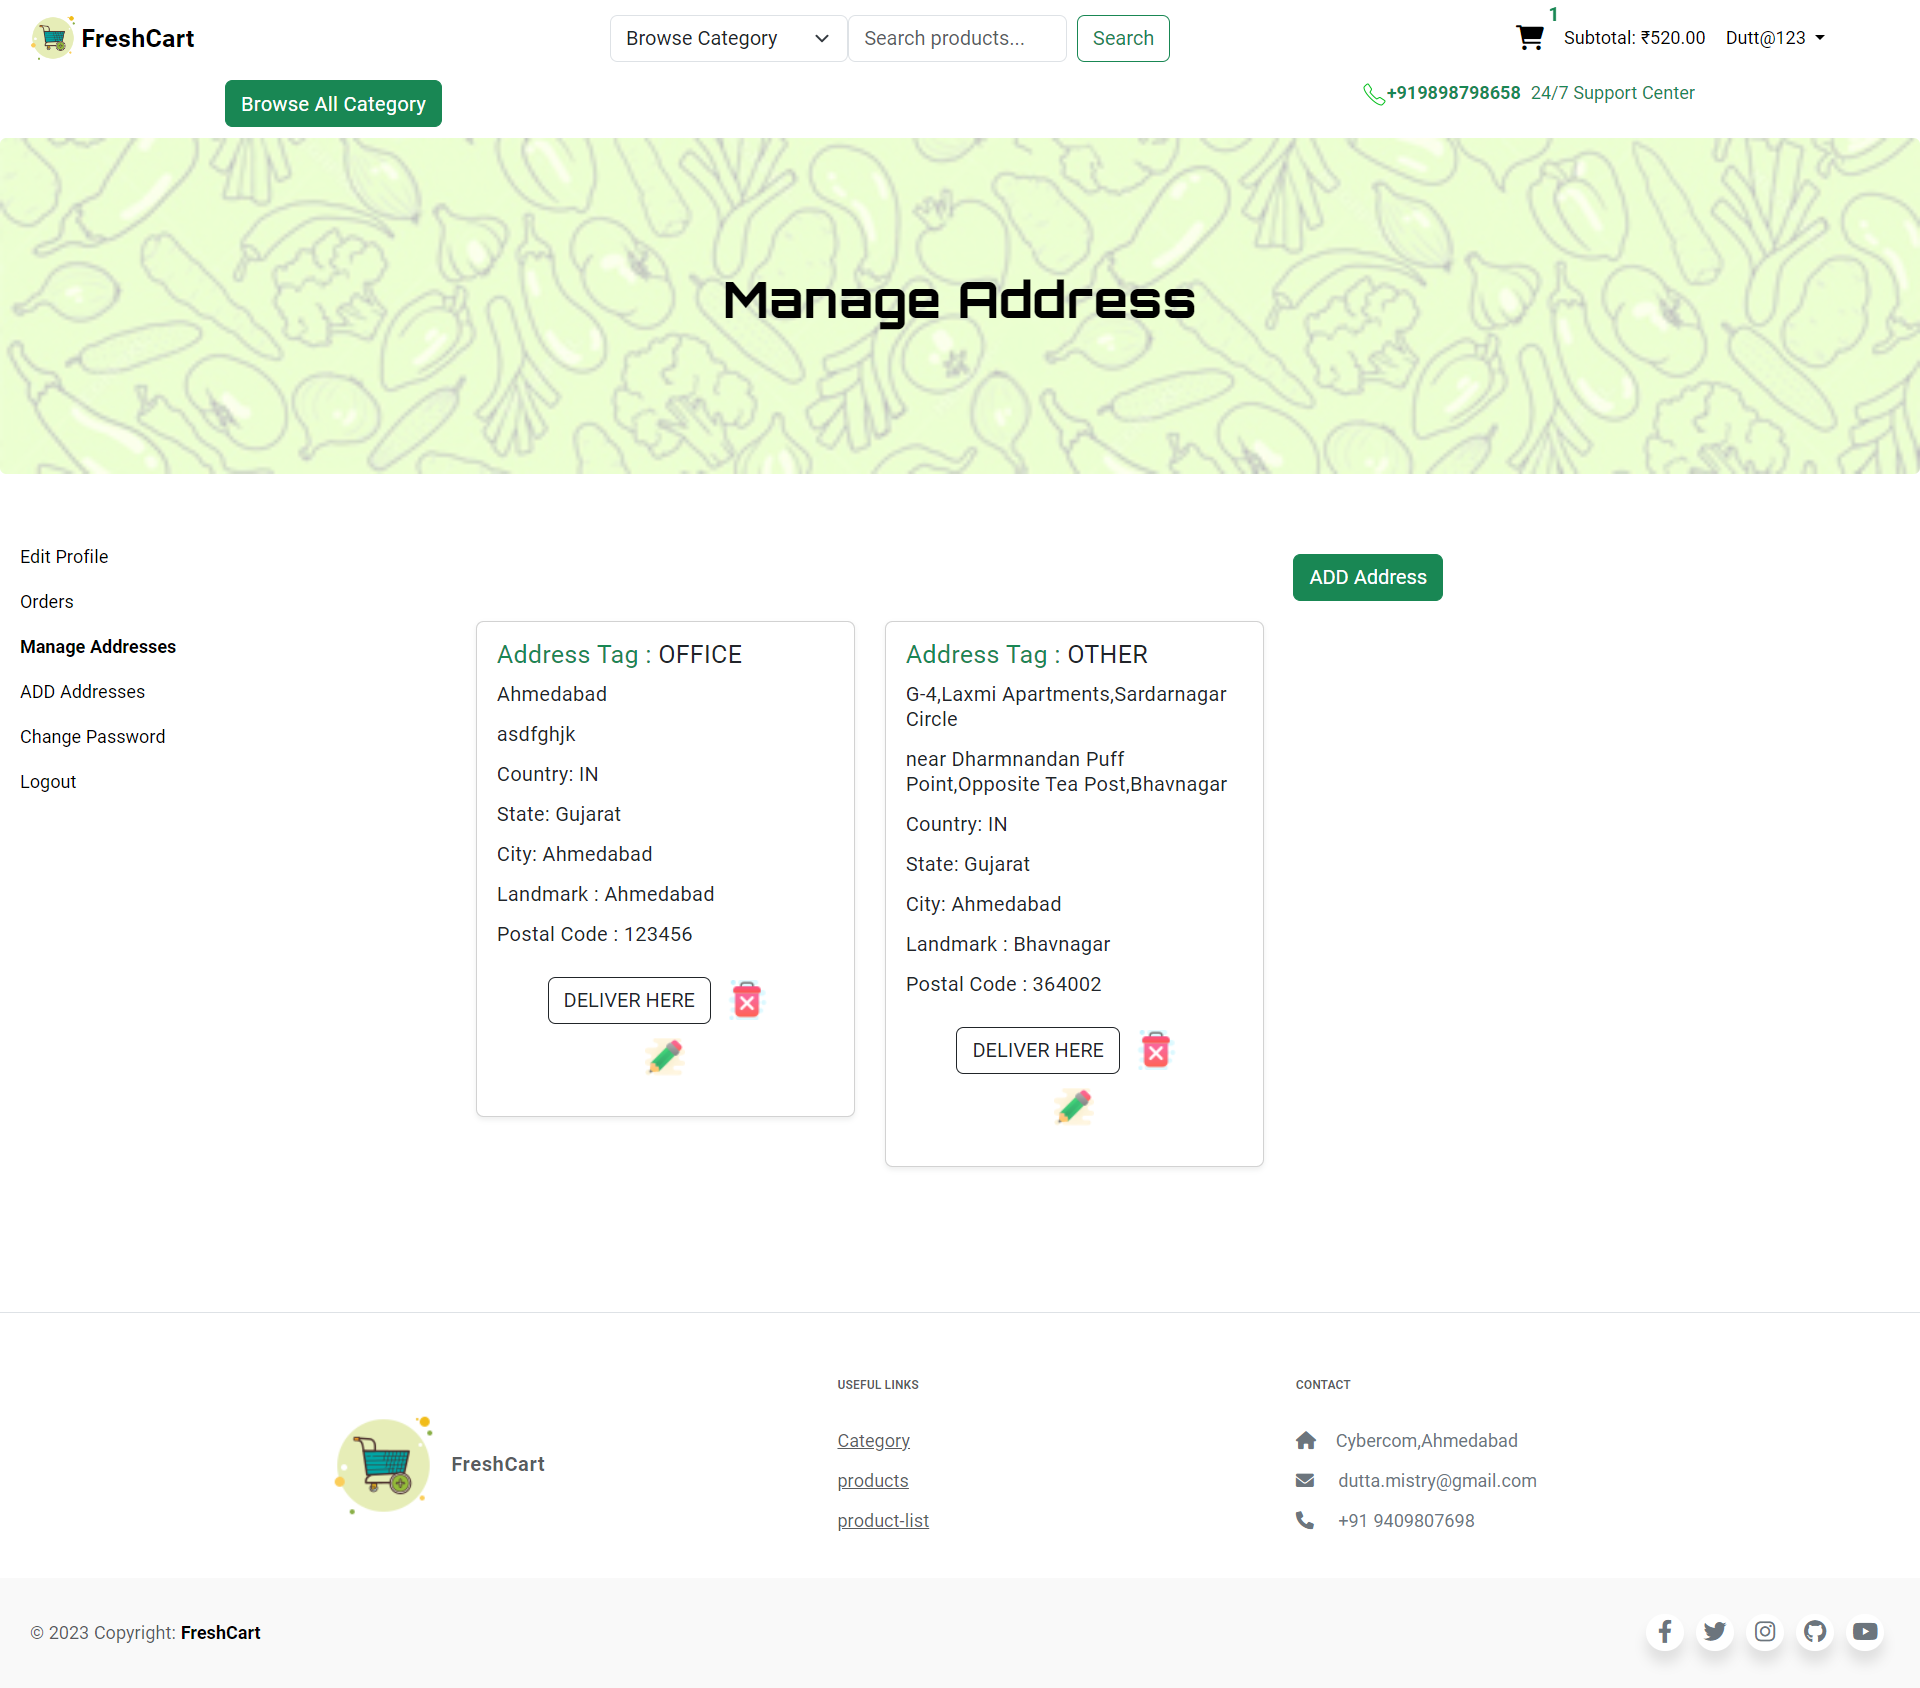 FreshCart
Browse Category
Search products...
Search
1
Subtotal: ₹520.00
Dutt@123
Browse All Category
+919898798658 24/7 Support Center
Manage Address
Edit Profile
Orders
Manage Addresses
ADD Addresses
Change Password
Logout
ADD Address
Address Tag : OFFICE
Ahmedabad
asdfghjk
Country: IN
State: Gujarat
City: Ahmedabad
Landmark : Ahmedabad
Postal Code : 123456
DELIVER HERE
Address Tag : OTHER
G-4,Laxmi Apartments,Sardarnagar
Circle
near Dharmnandan Puff
Point,Opposite Tea Post,Bhavnagar
Country: IN
State: Gujarat
City: Ahmedabad
Landmark : Bhavnagar
Postal Code : 364002
DELIVER HERE
FreshCart
USEFUL LINKS
Category
products
product-list
CONTACT
Cybercom,Ahmedabad
dutta.mistry@gmail.com
+91 9409807698
© 2023 Copyright: FreshCart